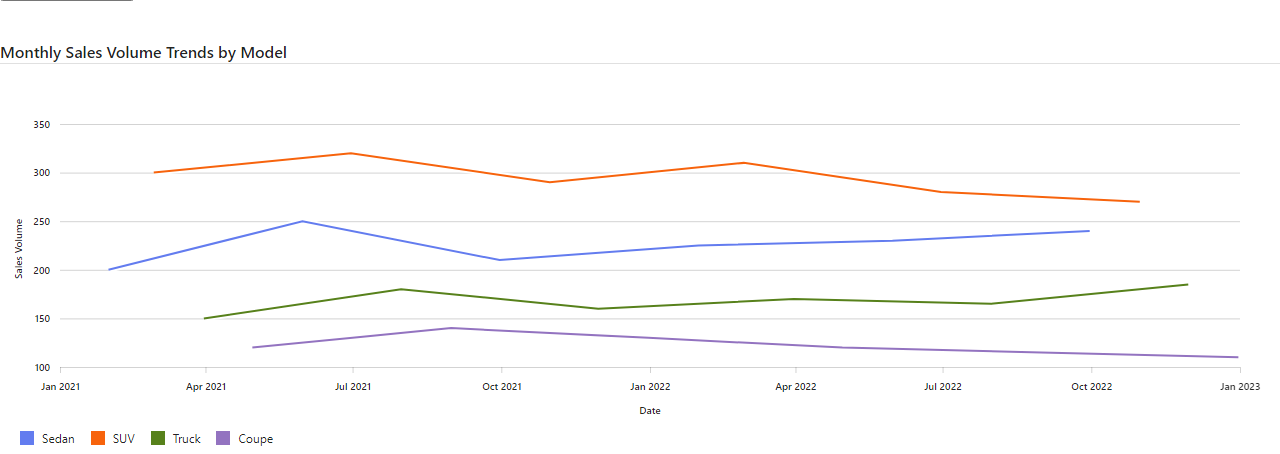 Monthly Sales Volume Trends by Model
350
300
250
200
150
100
Sales Volume
Jan 2021 Apr 2021 Jul 2021 Oct 2021 Jan 2022 Apr 2022 Jul 2022 Oct 2022 Jan 2023
Date
Sedan SUV Truck Coupe